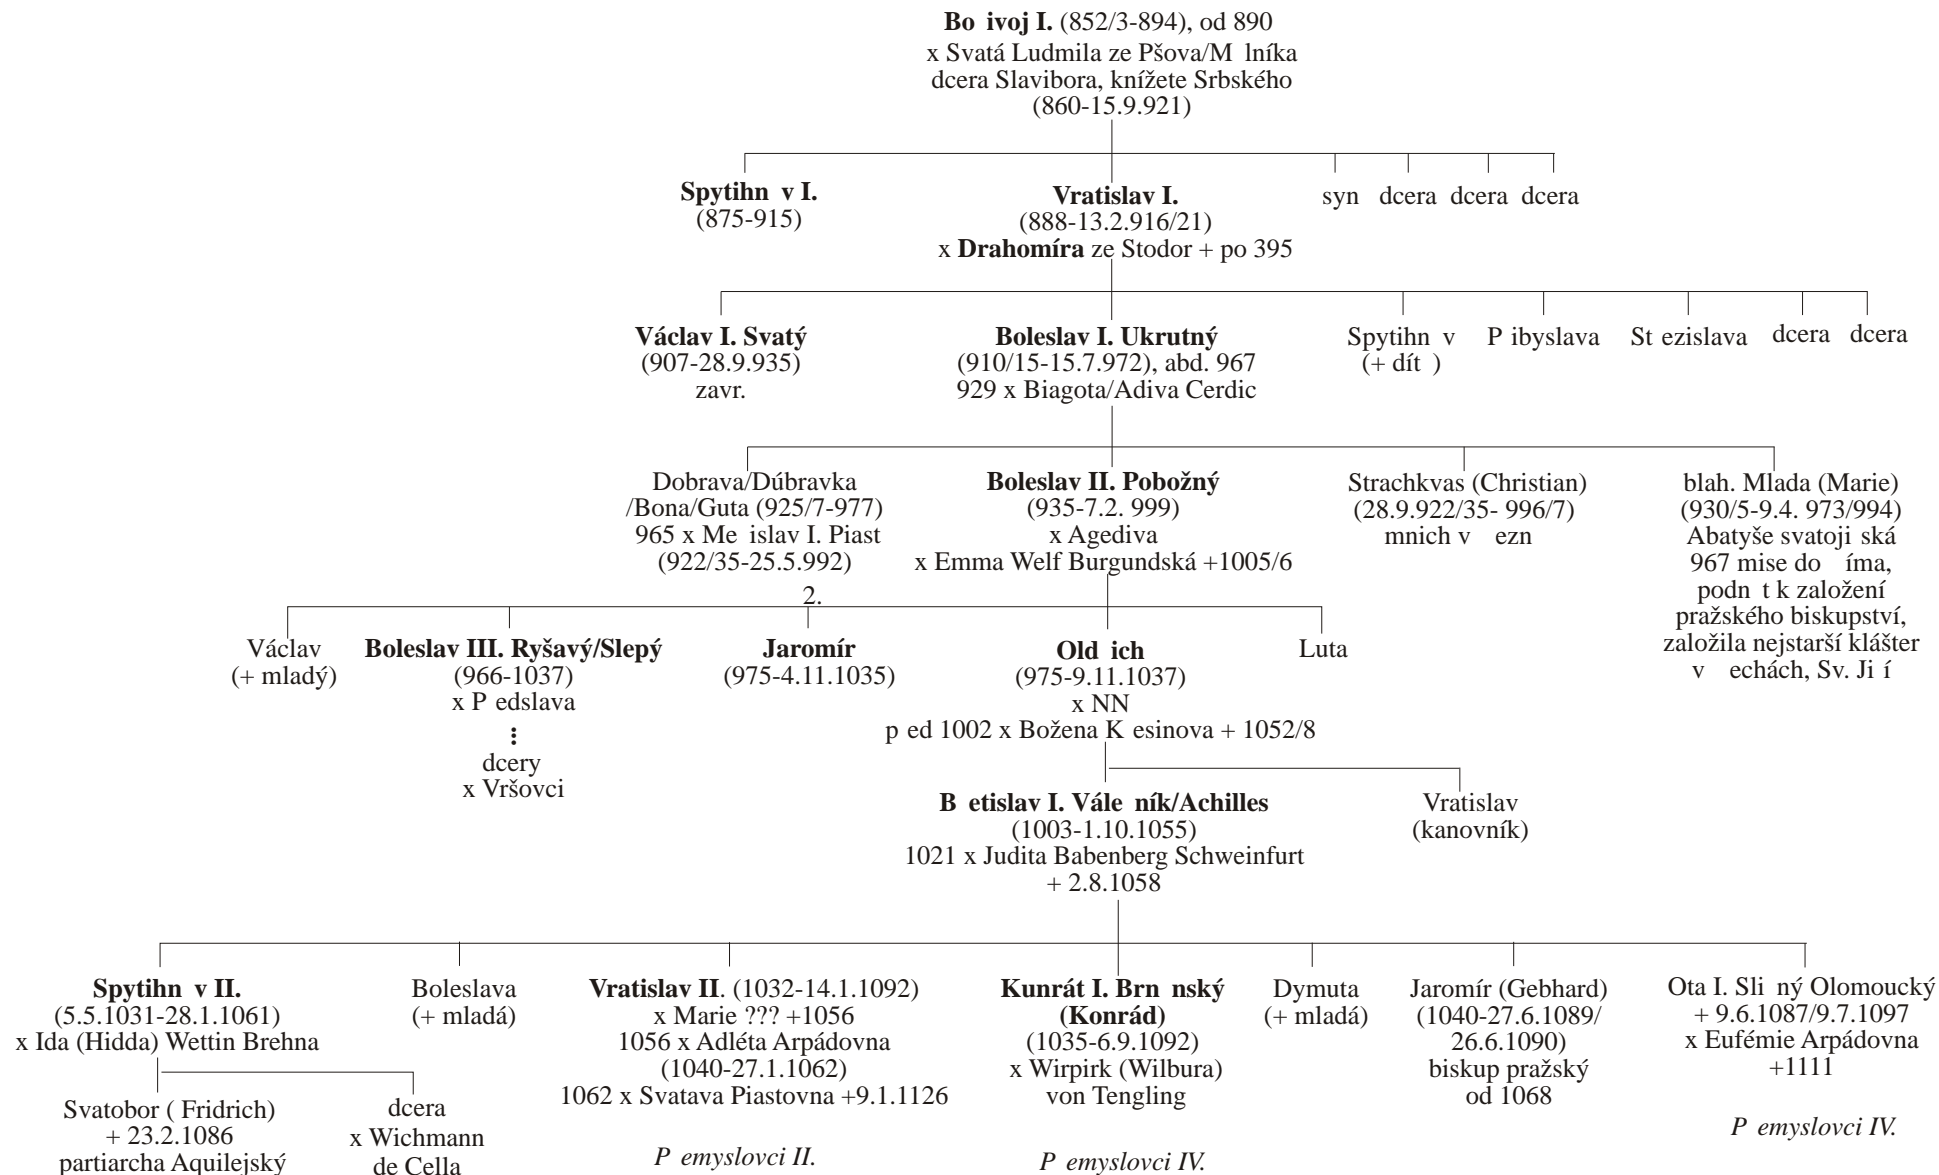 Bo ivoj I. (852/3-894), od 890
x Svatá Ludmila ze Pšova/M lníka
dcera Slavibora, knížete Srbského
(860-15.9.921)
Spytihn v I.
(875-915)
Vratislav I.
(888-13.2.916/21)
x Drahomíra ze Stodor + po 395
syn
dcera
dcera
dcera
Václav I. Svatý
(907-28.9.935)
zavr.
Boleslav I. Ukrutný
(910/15-15.7.972), abd. 967
929 x Biagota/Adiva Cerdic
Spytihn v
(+ dít )
P ibyslava
St ezislava
dcera
dcera
Dobrava/Dúbravka
/Bona/Guta (925/7-977)
965 x Me islav I. Piast
(922/35-25.5.992)
Boleslav II. Pobožný
(935-7.2. 999)
x Agediva
x Emma Welf Burgundská +1005/6
Strachkvas (Christian)
(28.9.922/35- 996/7)
mnich v ezn
blah. Mlada (Marie)
(930/5-9.4. 973/994)
Abatyše svatoji ská
967 mise do íma,
podn t k založení
pražského biskupství,
založila nejstarší klášter
v echách, Sv. Ji í
2.
Václav
(+ mladý)
Boleslav III. Ryšavý/Slepý
(966-1037)
x P edslava
dcery
x Vršovci
Jaromír
(975-4.11.1035)
Old ich
(975-9.11.1037)
x NN
p ed 1002 x Božena K esinova + 1052/8
Luta
B etislav I. Vále ník/Achilles
(1003-1.10.1055)
1021 x Judita Babenberg Schweinfurt
+ 2.8.1058
Vratislav
(kanovník)
Spytihn v II.
(5.5.1031-28.1.1061)
x Ida (Hidda) Wettin Brehna
Boleslava
(+ mladá)
Vratislav II. (1032-14.1.1092)
x Marie ??? +1056
1056 x Adléta Arpádovna
(1040-27.1.1062)
1062 x Svatava Piastovna +9.1.1126
P emyslovci II.
Kunrát I. Brn nský
(Konrád)
(1035-6.9.1092)
x Wirpirk (Wilbura)
von Tengling
P emyslovci IV.
Dymuta
(+ mladá)
Jaromír (Gebhard)
(1040-27.6.1089/
26.6.1090)
biskup pražský
od 1068
Ota I. Sli ný Olomoucký
+ 9.6.1087/9.7.1097
x Eufémie Arpádovna
+1111
P emyslovci IV.
Svatobor ( Fridrich)
+ 23.2.1086
partiarcha Aquilejský
dcera
x Wichmann
de Cella